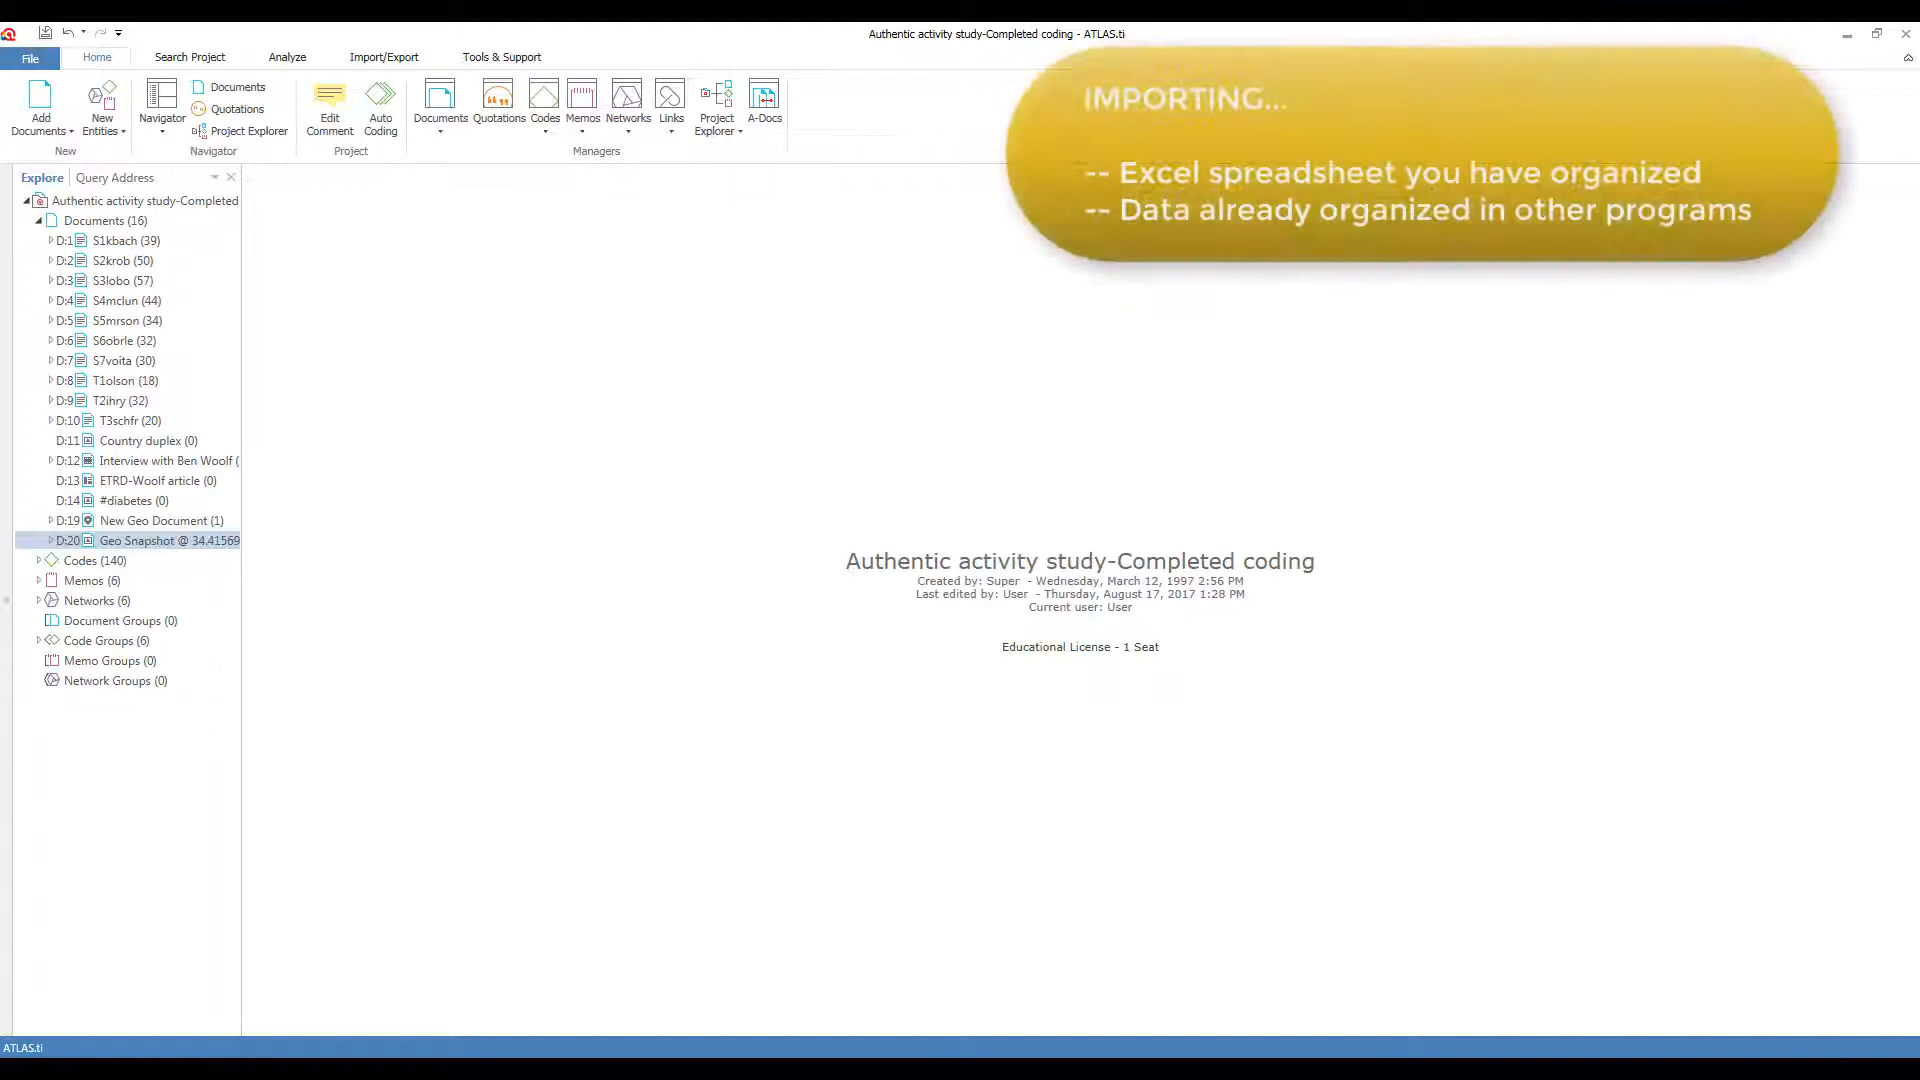 Authentic activity study-Completed coding - ATLAS.ti
File
Home
Search Project
Analyze
Import/Export
Tools & Support
Add Documents
New Entities
New
Navigator
Documents
Quotations
Project Explorer
Navigator
Edit Comment
Auto Coding
Project
Documents
Quotations
Codes
Memos
Networks
Links
Project Explorer
A-Docs
Managers
IMPORTING...
-- Excel spreadsheet you have organized
-- Data already organized in other programs
Explore
Query Address
Authentic activity study-Completed
Documents (16)
D:1 S1kbach (39)
D:2 S2krob (50)
D:3 S3lobo (57)
D:4 S4mclun (44)
D:5 S5mrson (34)
D:6 S6obrle (32)
D:7 S7voita (30)
D:8 T1olson (18)
D:9 T2ihry (32)
D:10 T3schfr (20)
D:11 Country duplex (0)
D:12 Interview with Ben Woolf (
D:13 ETRD-Woolf article (0)
D:14 #diabetes (0)
D:19 New Geo Document (1)
D:20 Geo Snapshot @ 34.41569
Codes (140)
Memos (6)
Networks (6)
Document Groups (0)
Code Groups (6)
Memo Groups (0)
Network Groups (0)
Authentic activity study-Completed coding
Created by: Super - Wednesday, March 12, 1997 2:56 PM
Last edited by: User - Thursday, August 17, 2017 1:28 PM
Current user: User
Educational License - 1 Seat
ATLAS.ti